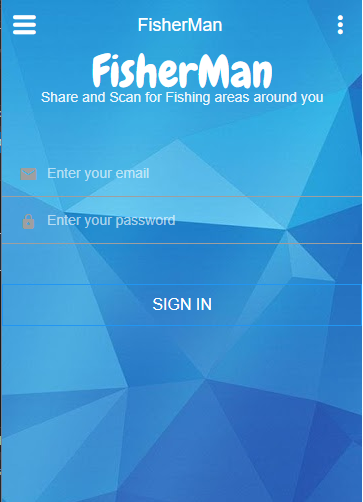 FisherMan
FisherMan
Share and Scan for Fishing areas around you
Enter your email
Enter your password
SIGN IN